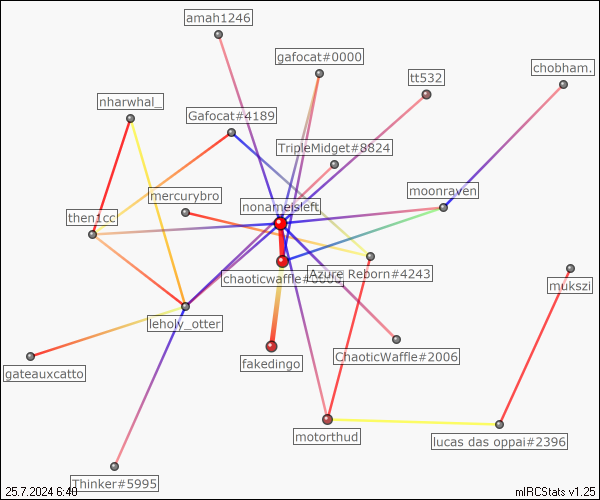 amah1246
gafocat#0000
chobham.
tt532
nharwhal_
Gafocat#4189
TripleMidget#8824
mercurybro
moonraven
nonameisleft
then1cc
chaoticwaffle#0000
Azure Reborn#4243
mukszi
leholy_otter
ChaoticWaffle#2006
fakedingo
gateauxcatto
motorthud
lucas das oppai#2396
Thinker#5995
25.7.2024 6:40
mIRCStats v1.25